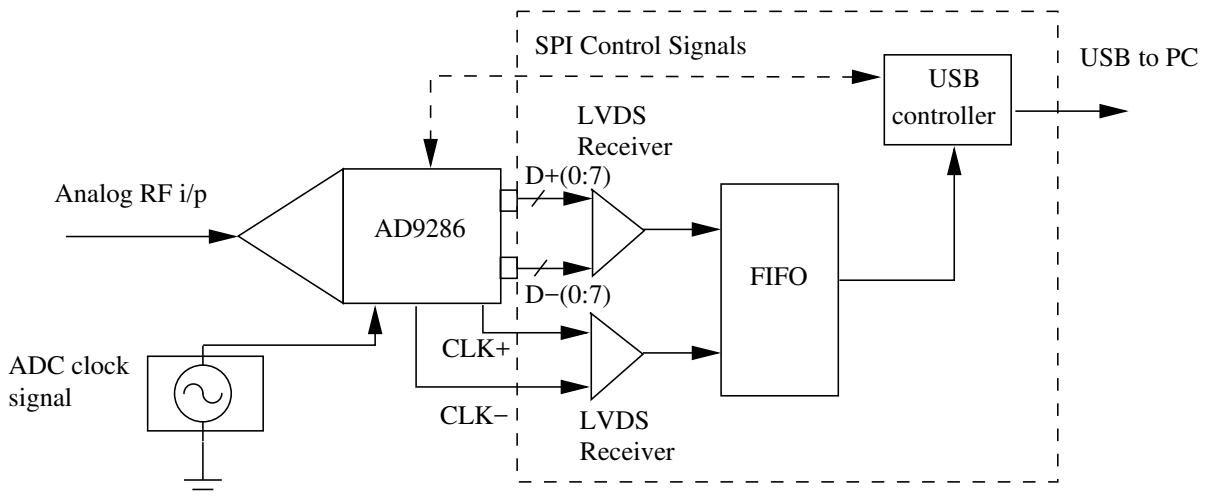 SPI Control Signals
USB to PC
USB
controller
LVDS
Receiver
Analog RF i/p
D+(0:7)
AD9286
FIFO
D−(0:7)
ADC clock
signal
CLK+
CLK−
LVDS
Receiver